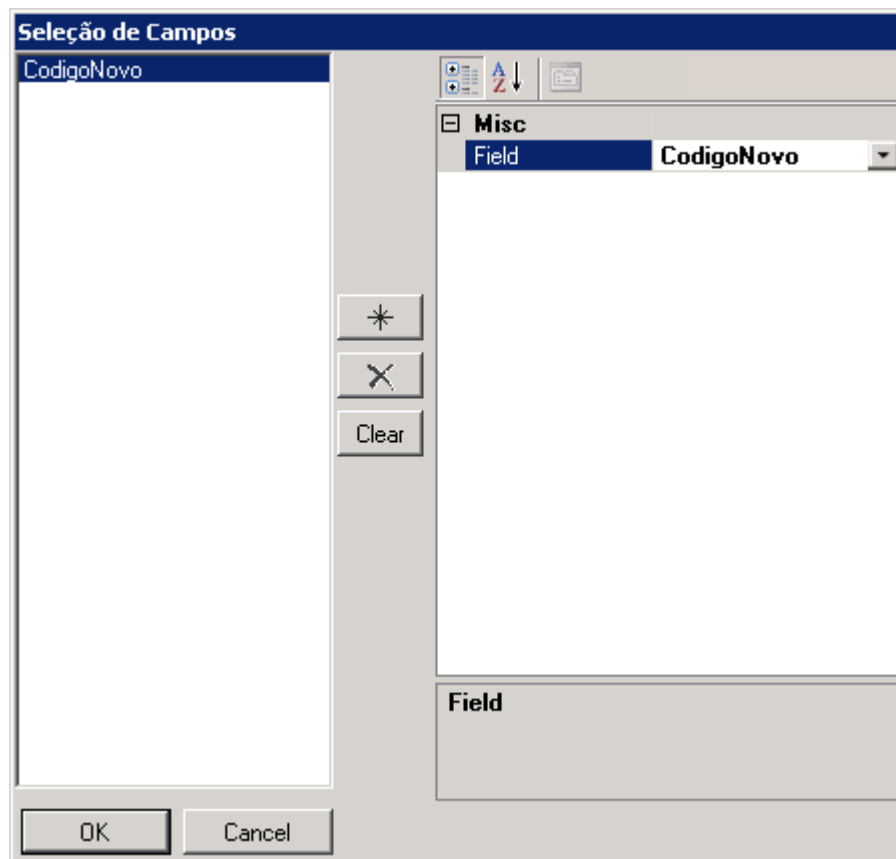 Seleção de Campos
CodigoNovo
Misc
Field CodigoNovo
Clear
Field
OK Cancel